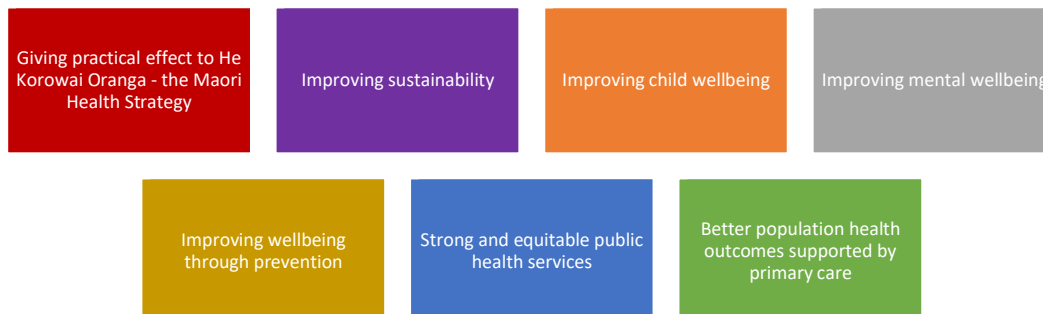 Giving practical effect to He
Korowai Oranga - the Maori
Health Strategy
Improving sustainability
Improving child wellbeing
Improving mental wellbeing
Improving wellbeing
through prevention
Strong and equitable public
health services
Better population health
outcomes supported by
primary care